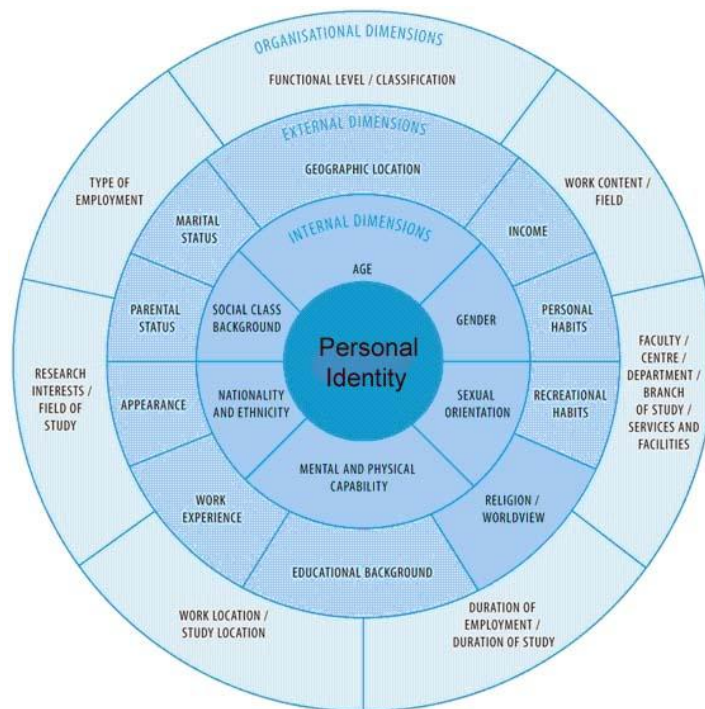 ORGANISATIONAL DIMENSIONS
FUNCTIONAL LEVEL / CLASSIFICATION
WORK CONTENT /
FIELD
FACULTY /
CENTRE /
DEPARTMENT /
BRANCH
OF STUDY /
SERVICES AND
FACILITIES
DURATION OF
EMPLOYMENT /
DURATION OF STUDY
WORK LOCATION /
STUDY LOCATION
RESEARCH
INTERESTS /
FIELD OF
STUDY
TYPE OF
EMPLOYMENT
EXTERNAL DIMENSIONS
GEOGRAPHIC LOCATION
INCOME
PERSONAL
HABITS
RECREATIONAL
HABITS
RELIGION /
WORLDVIEW
EDUCATIONAL BACKGROUND
WORK
EXPERIENCE
APPEARANCE
PARENTAL
STATUS
MARITAL
STATUS
INTERNAL DIMENSIONS
AGE
GENDER
SEXUAL
ORIENTATION
MENTAL AND PHYSICAL
CAPABILITY
NATIONALITY
AND ETHNICITY
SOCIAL CLASS
BACKGROUND
Personal
Identity